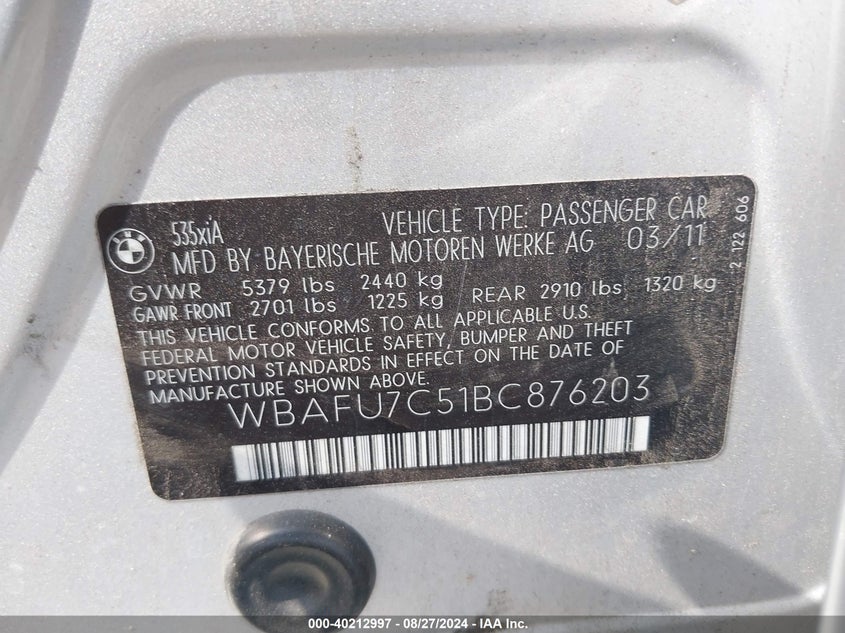 BMW
535xiA
VEHICLE TYPE: PASSENGER CAR
MFD BY BAYERISCHE MOTOREN WERKE AG 03/11
GVWR 5379 lbs 2440 kg
GAWR FRONT 2701 lbs 1225 kg REAR 2910 lbs 1320 kg
THIS VEHICLE CONFORMS TO ALL APPLICABLE U.S.
FEDERAL MOTOR VEHICLE SAFETY, BUMPER AND THEFT
PREVENTION STANDARDS IN EFFECT ON THE DATE OF
MANUFACTURE SHOWN ABOVE.
WBAFU7C51BC876203
2 122 606
000-40212997 - 08/27/2024 - IAA Inc.